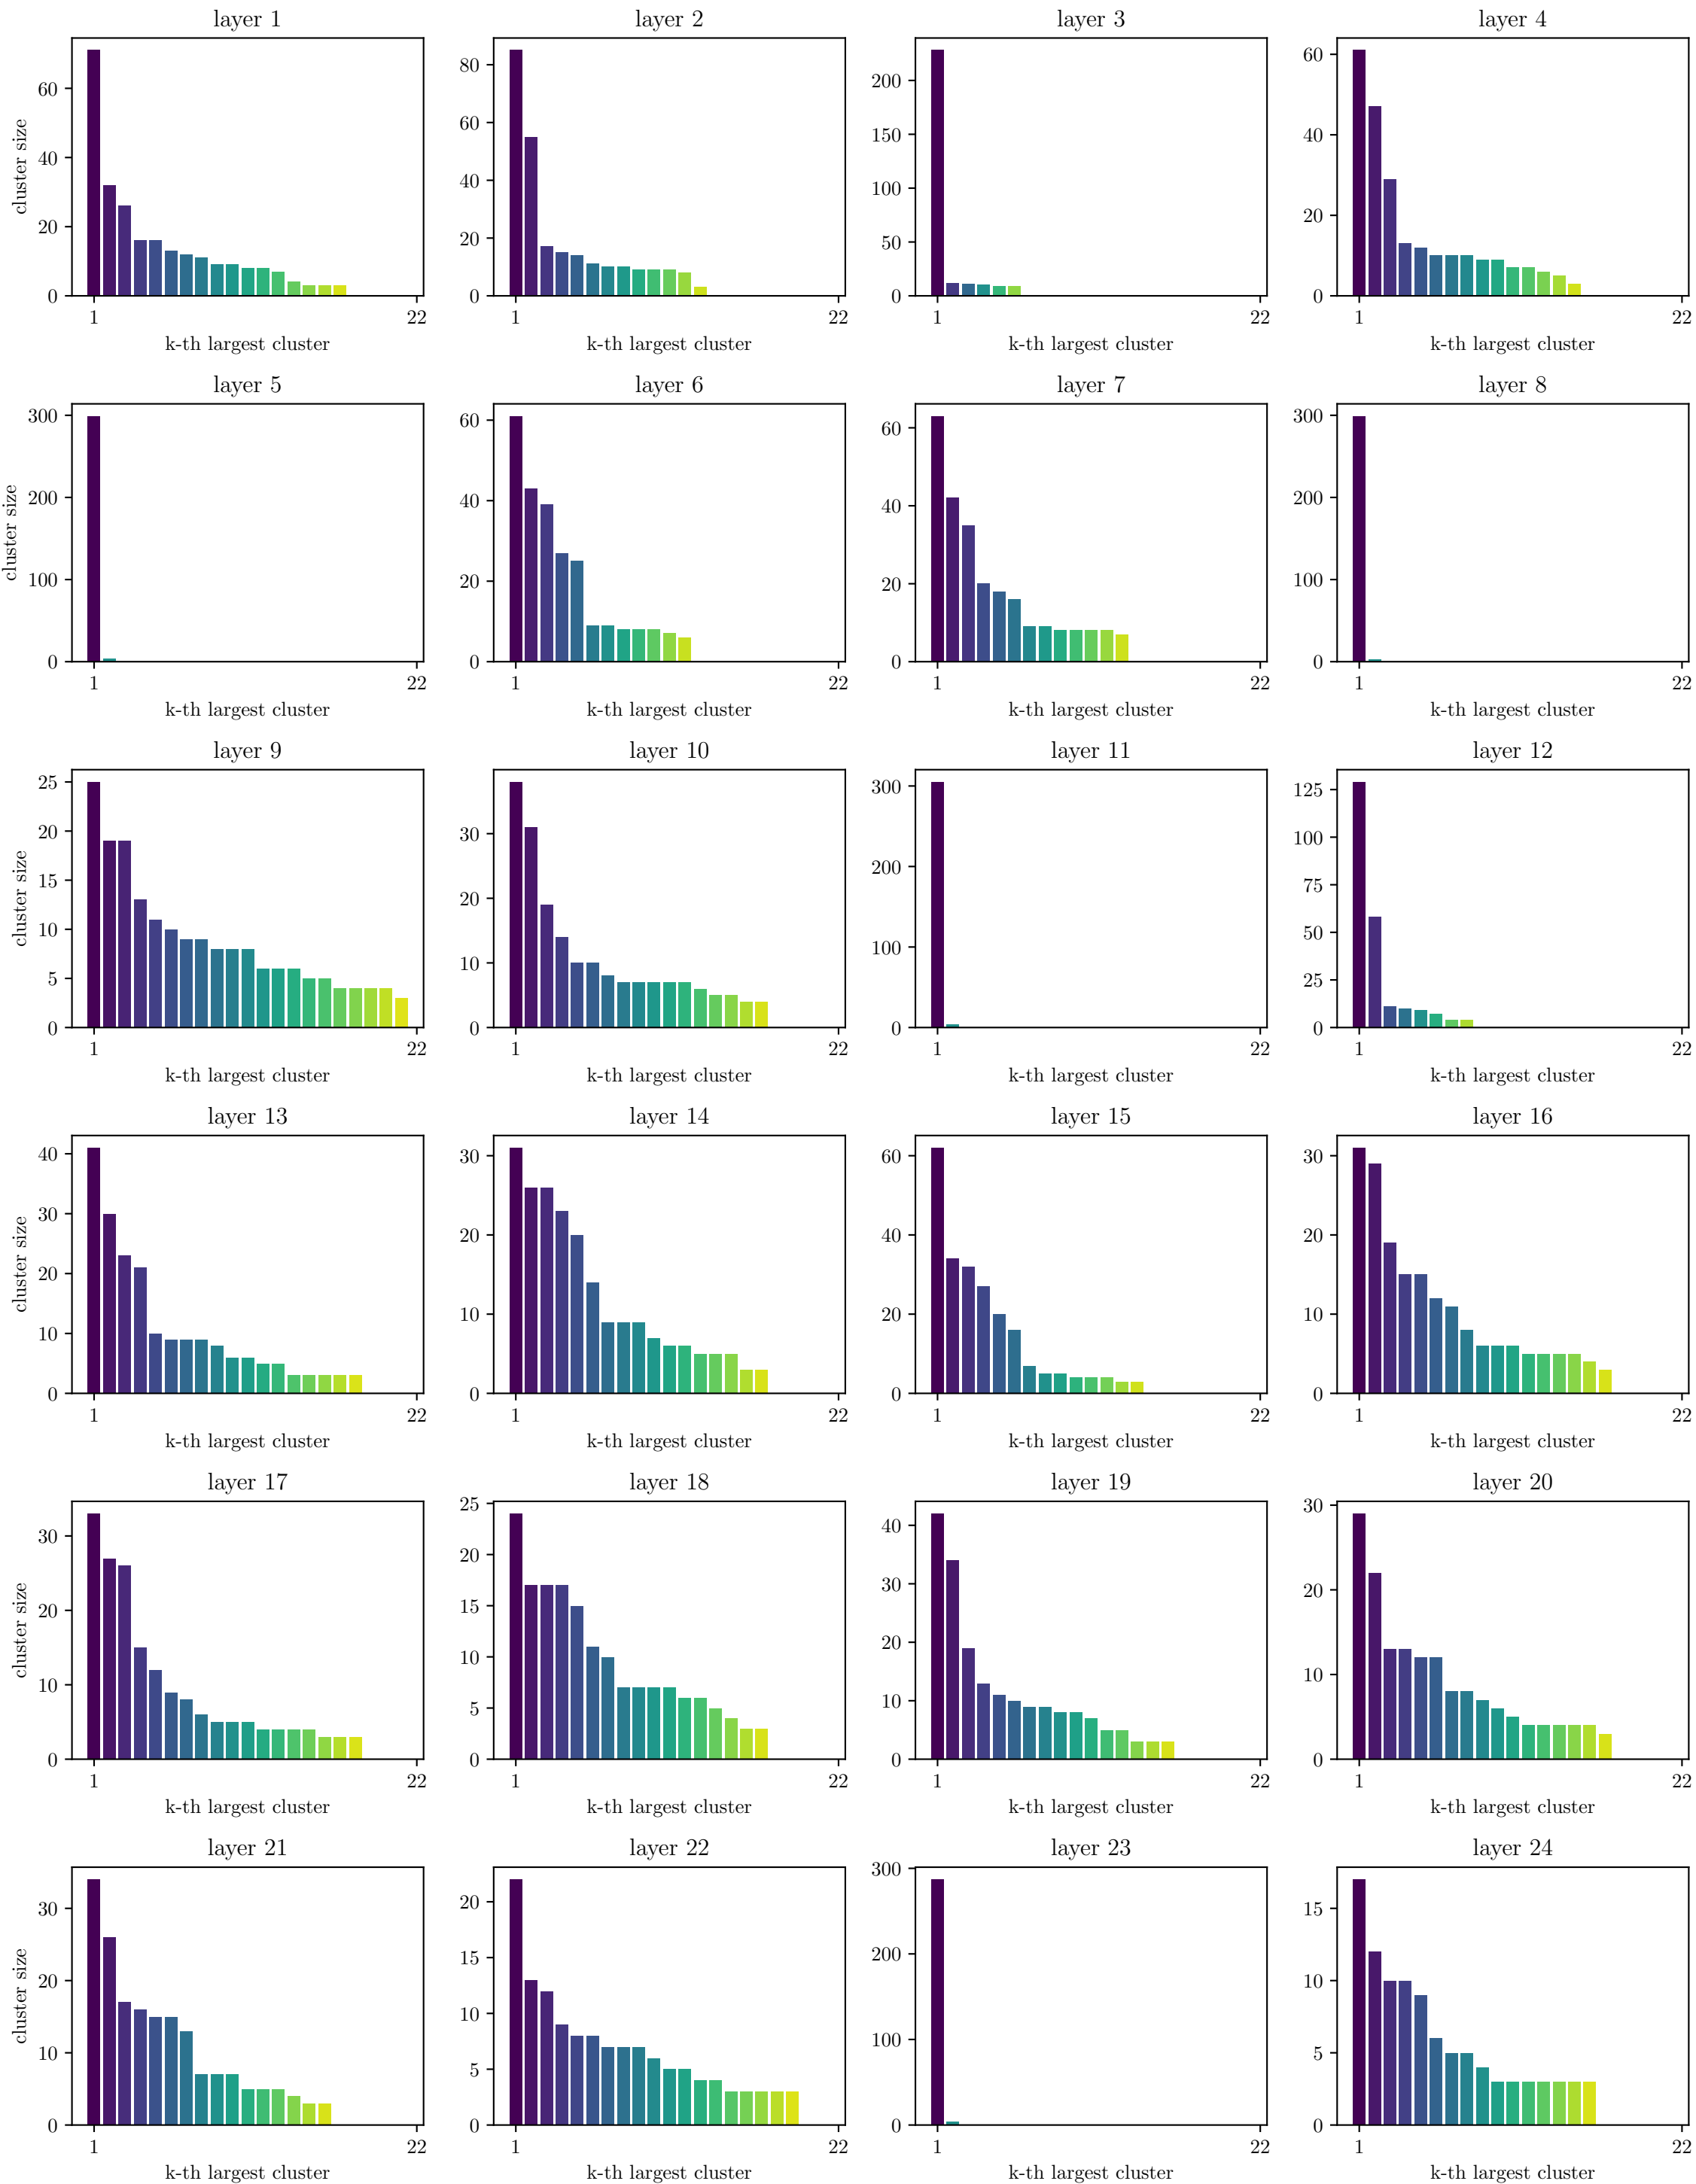 layer 1
layer 2
layer 3
layer 4
cluster size
60
40
20
0
80
60
40
20
0
200
150
100
50
0
60
40
20
0
1 22
1 22
1 22
1 22
k-th largest cluster
k-th largest cluster
k-th largest cluster
k-th largest cluster
layer 5
layer 6
layer 7
layer 8
cluster size
300
200
100
0
60
40
20
0
60
40
20
0
300
200
100
0
1 22
1 22
1 22
1 22
k-th largest cluster
k-th largest cluster
k-th largest cluster
k-th largest cluster
layer 9
layer 10
layer 11
layer 12
cluster size
25
20
15
10
5
0
30
20
10
0
300
200
100
0
125
100
75
50
25
0
1 22
1 22
1 22
1 22
k-th largest cluster
k-th largest cluster
k-th largest cluster
k-th largest cluster
layer 13
layer 14
layer 15
layer 16
cluster size
40
30
20
10
0
30
20
10
0
60
40
20
0
30
20
10
0
1 22
1 22
1 22
1 22
k-th largest cluster
k-th largest cluster
k-th largest cluster
k-th largest cluster
layer 17
layer 18
layer 19
layer 20
cluster size
30
20
10
0
25
20
15
10
5
0
40
30
20
10
0
30
20
10
0
1 22
1 22
1 22
1 22
k-th largest cluster
k-th largest cluster
k-th largest cluster
k-th largest cluster
layer 21
layer 22
layer 23
layer 24
cluster size
30
20
10
0
20
15
10
5
0
300
200
100
0
15
10
5
0
1 22
1 22
1 22
1 22
k-th largest cluster
k-th largest cluster
k-th largest cluster
k-th largest cluster